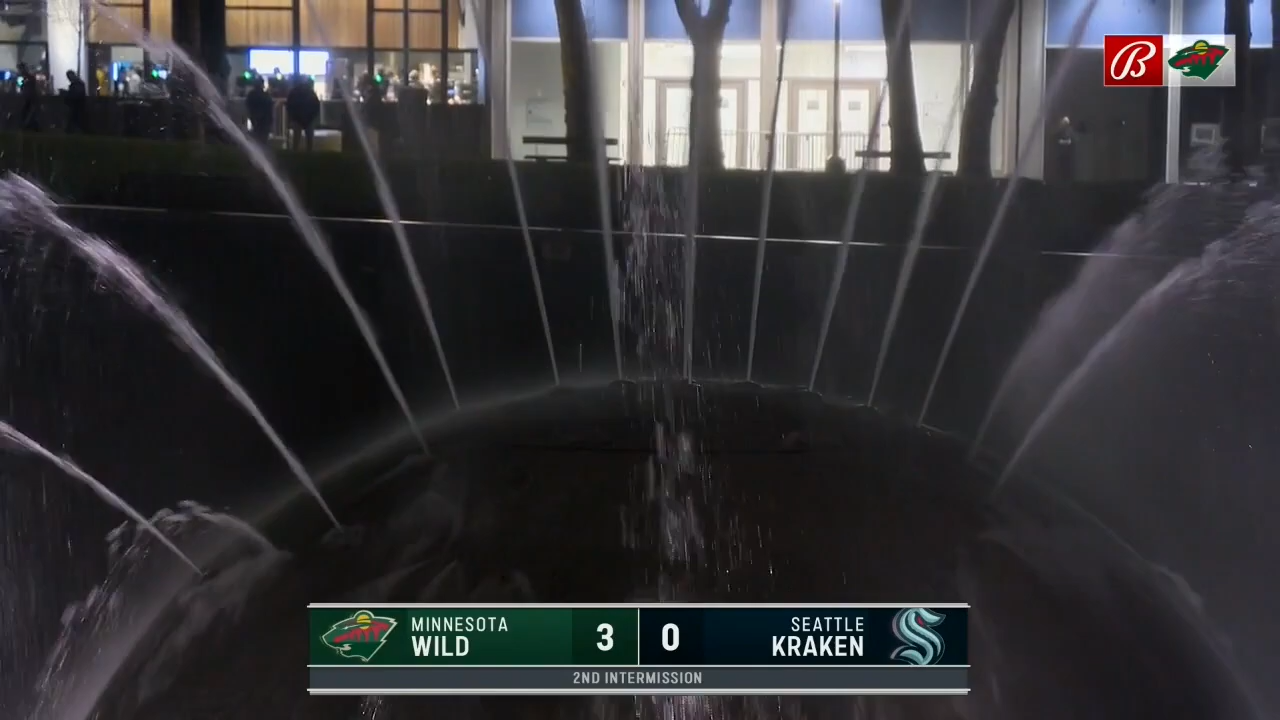 B
MINNESOTA
WILD
3
0
SEATTLE
KRAKEN
2ND INTERMISSION